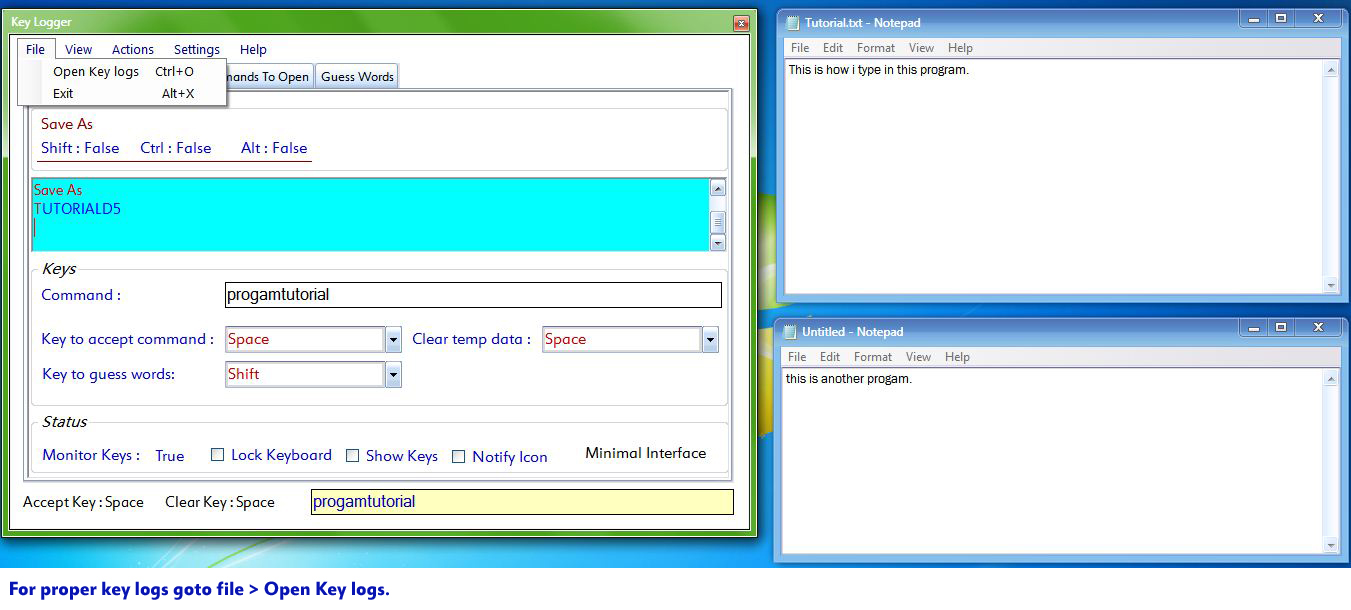 Key Logger
File View Actions Settings Help
Open Key logs Ctrl+O
Exit Alt+X
mands To Open Guess Words
Save As
Shift : False Ctrl : False Alt : False
Save As
TUTORIALD5
Keys
Command : progamtutorial
Key to accept command : Space Clear temp data : Space
Key to guess words: Shift
Status
Monitor Keys : True Lock Keyboard Show Keys Notify Icon Minimal Interface
Accept Key : Space Clear Key : Space progamtutorial
Tutorial.txt - Notepad
File Edit Format View Help
This is how i type in this program.
Untitled - Notepad
File Edit Format View Help
this is another progam.
For proper key logs goto file > Open Key logs.